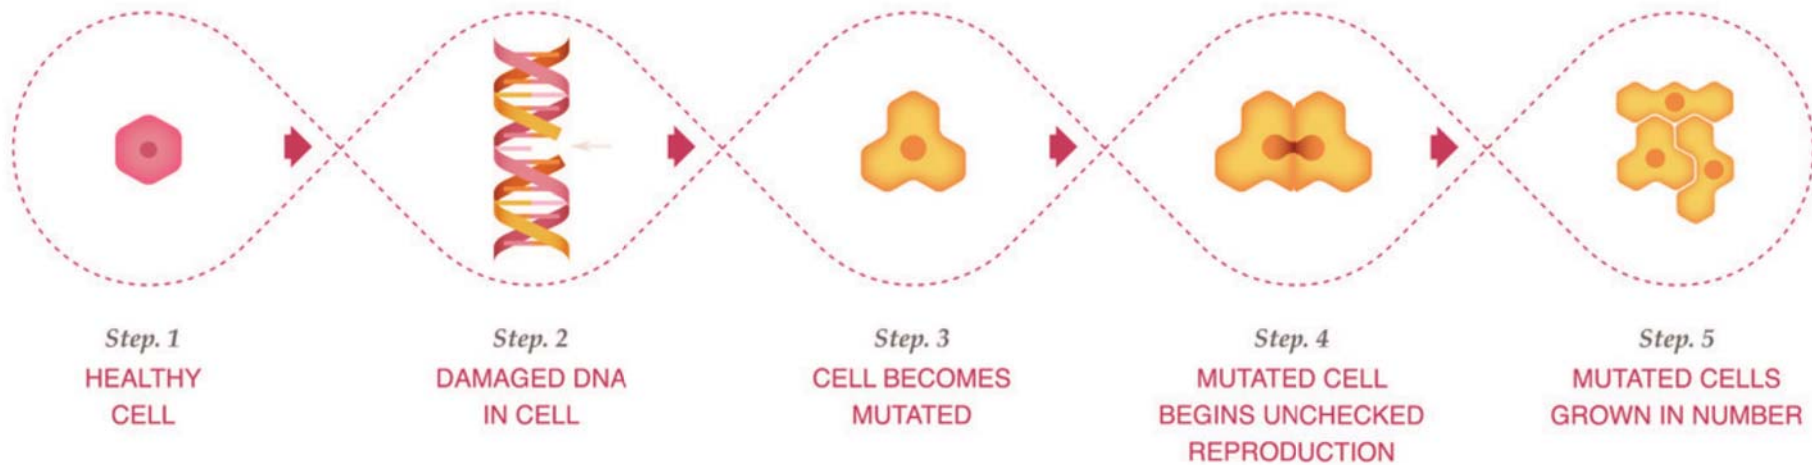 Step. 1
HEALTHY
CELL
Step. 2
DAMAGED DNA
IN CELL
Step. 3
CELL BECOMES
MUTATED
Step. 4
MUTATED CELL
BEGINS UNCHECKED
REPRODUCTION
Step. 5
MUTATED CELLS
GROWN IN NUMBER